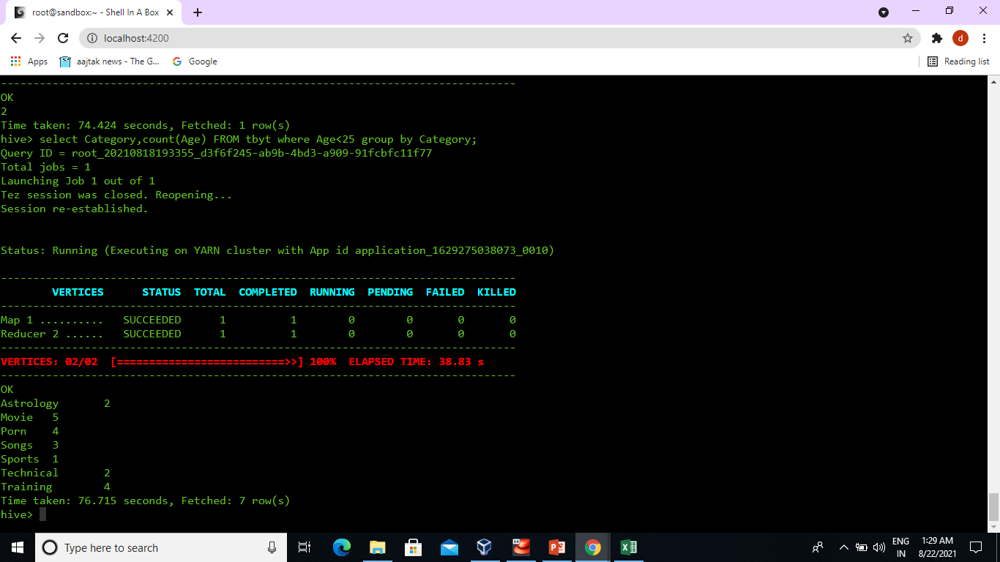 root@sandbox:~ - Shell In A Box
localhost:4200
Apps
aajtak news - The G...
Google
Reading list
--------------------------------------------------------------------------------
OK
2
Time taken: 74.424 seconds, Fetched: 1 row(s)
hive> select Category,count(Age) FROM tbyt where Age<25 group by Category;
Query ID = root_20210818193355_d3f6f245-ab9b-4bd3-a909-91fcbfc11f77
Total jobs = 1
Launching Job 1 out of 1
Tez session was closed. Reopening...
Session re-established.
Status: Running (Executing on YARN cluster with App id application_1629275038073_0010)
--------------------------------------------------------------------------------
        VERTICES      STATUS  TOTAL  COMPLETED  RUNNING  PENDING  FAILED  KILLED
--------------------------------------------------------------------------------
Map 1 ..........   SUCCEEDED      1          1        0        0       0       0
Reducer 2 ......   SUCCEEDED      1          1        0        0       0       0
--------------------------------------------------------------------------------
VERTICES: 02/02  [==========================>>] 100%  ELAPSED TIME: 38.83 s
--------------------------------------------------------------------------------
OK
Astrology       2
Movie   5
Porn    4
Songs   3
Sports  1
Technical       2
Training        4
Time taken: 76.715 seconds, Fetched: 7 row(s)
hive>
Type here to search
ENG
IN
1:29 AM
8/22/2021